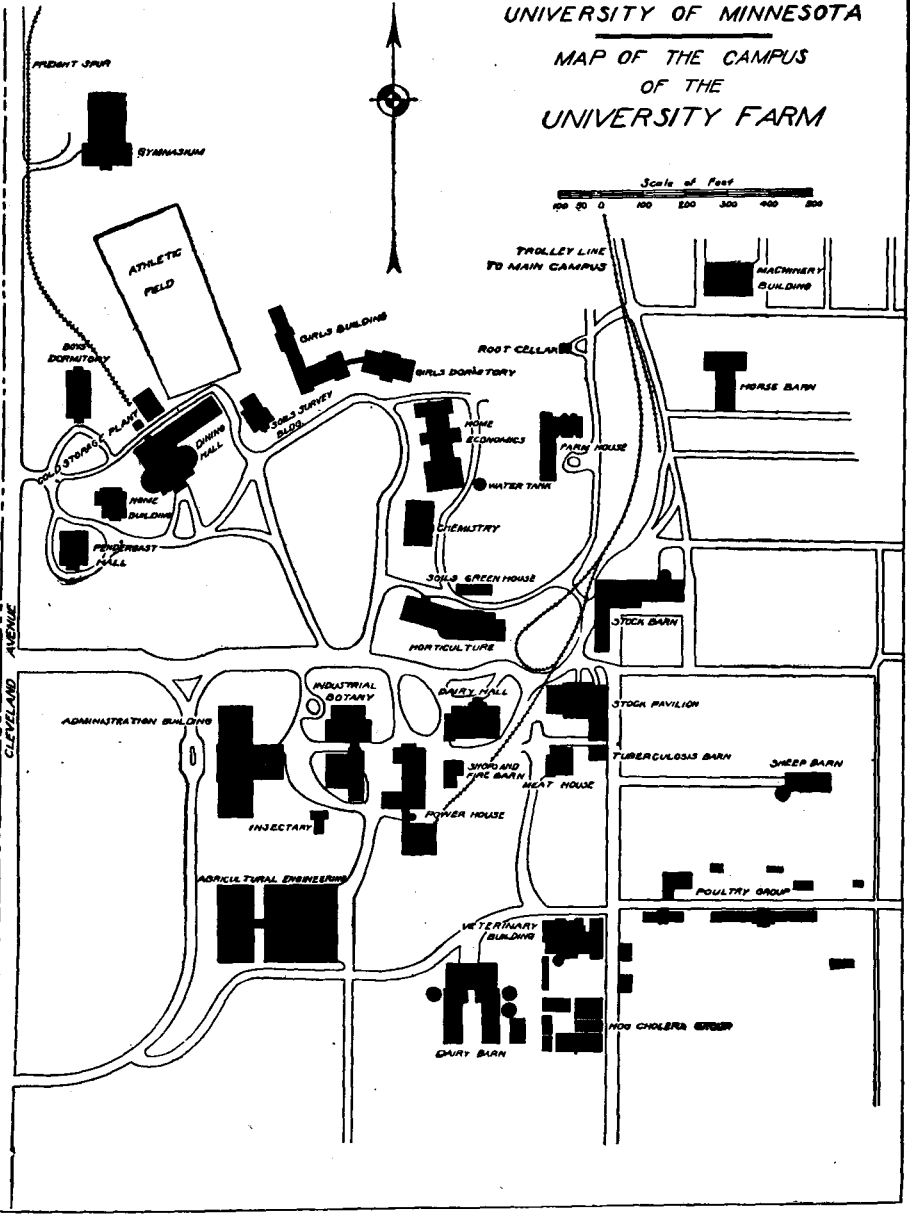 UNIVERSITY OF MINNESOTA
MAP OF THE CAMPUS
OF THE
UNIVERSITY FARM
Scale of Feet
100 50 0 100 200 300 400 500
FREIGHT SPUR
GYMNASIUM
ATHLETIC
FIELD
TROLLEY LINE
TO MAIN CAMPUS
MACHINERY
BUILDING
GIRLS BUILDING
ROOT CELLAR
BOYS
DORMITORY
GIRLS DORMITORY
HORSE BARN
COLD STORAGE PLANT
SOILS SURVEY
BLDG.
DINING
HALL
HOME
ECONOMICS
FARM HOUSE
WATER TANK
HOME
BUILDING
CHEMISTRY
PENDERGAST
HALL
SOILS GREEN HOUSE
STOCK BARN
HORTICULTURE
CLEVELAND AVENUE
INDUSTRIAL
BOTANY
DAIRY HALL
STOCK PAVILION
ADMINISTRATION BUILDING
TUBERCULOSIS BARN
SHOPS AND
FIRE BARN
MEAT HOUSE
SHEEP BARN
INJECTARY
POWER HOUSE
AGRICULTURAL ENGINEERING
POULTRY GROUP
VETERINARY
BUILDING
HOG CHOLERA GROUP
DAIRY BARN